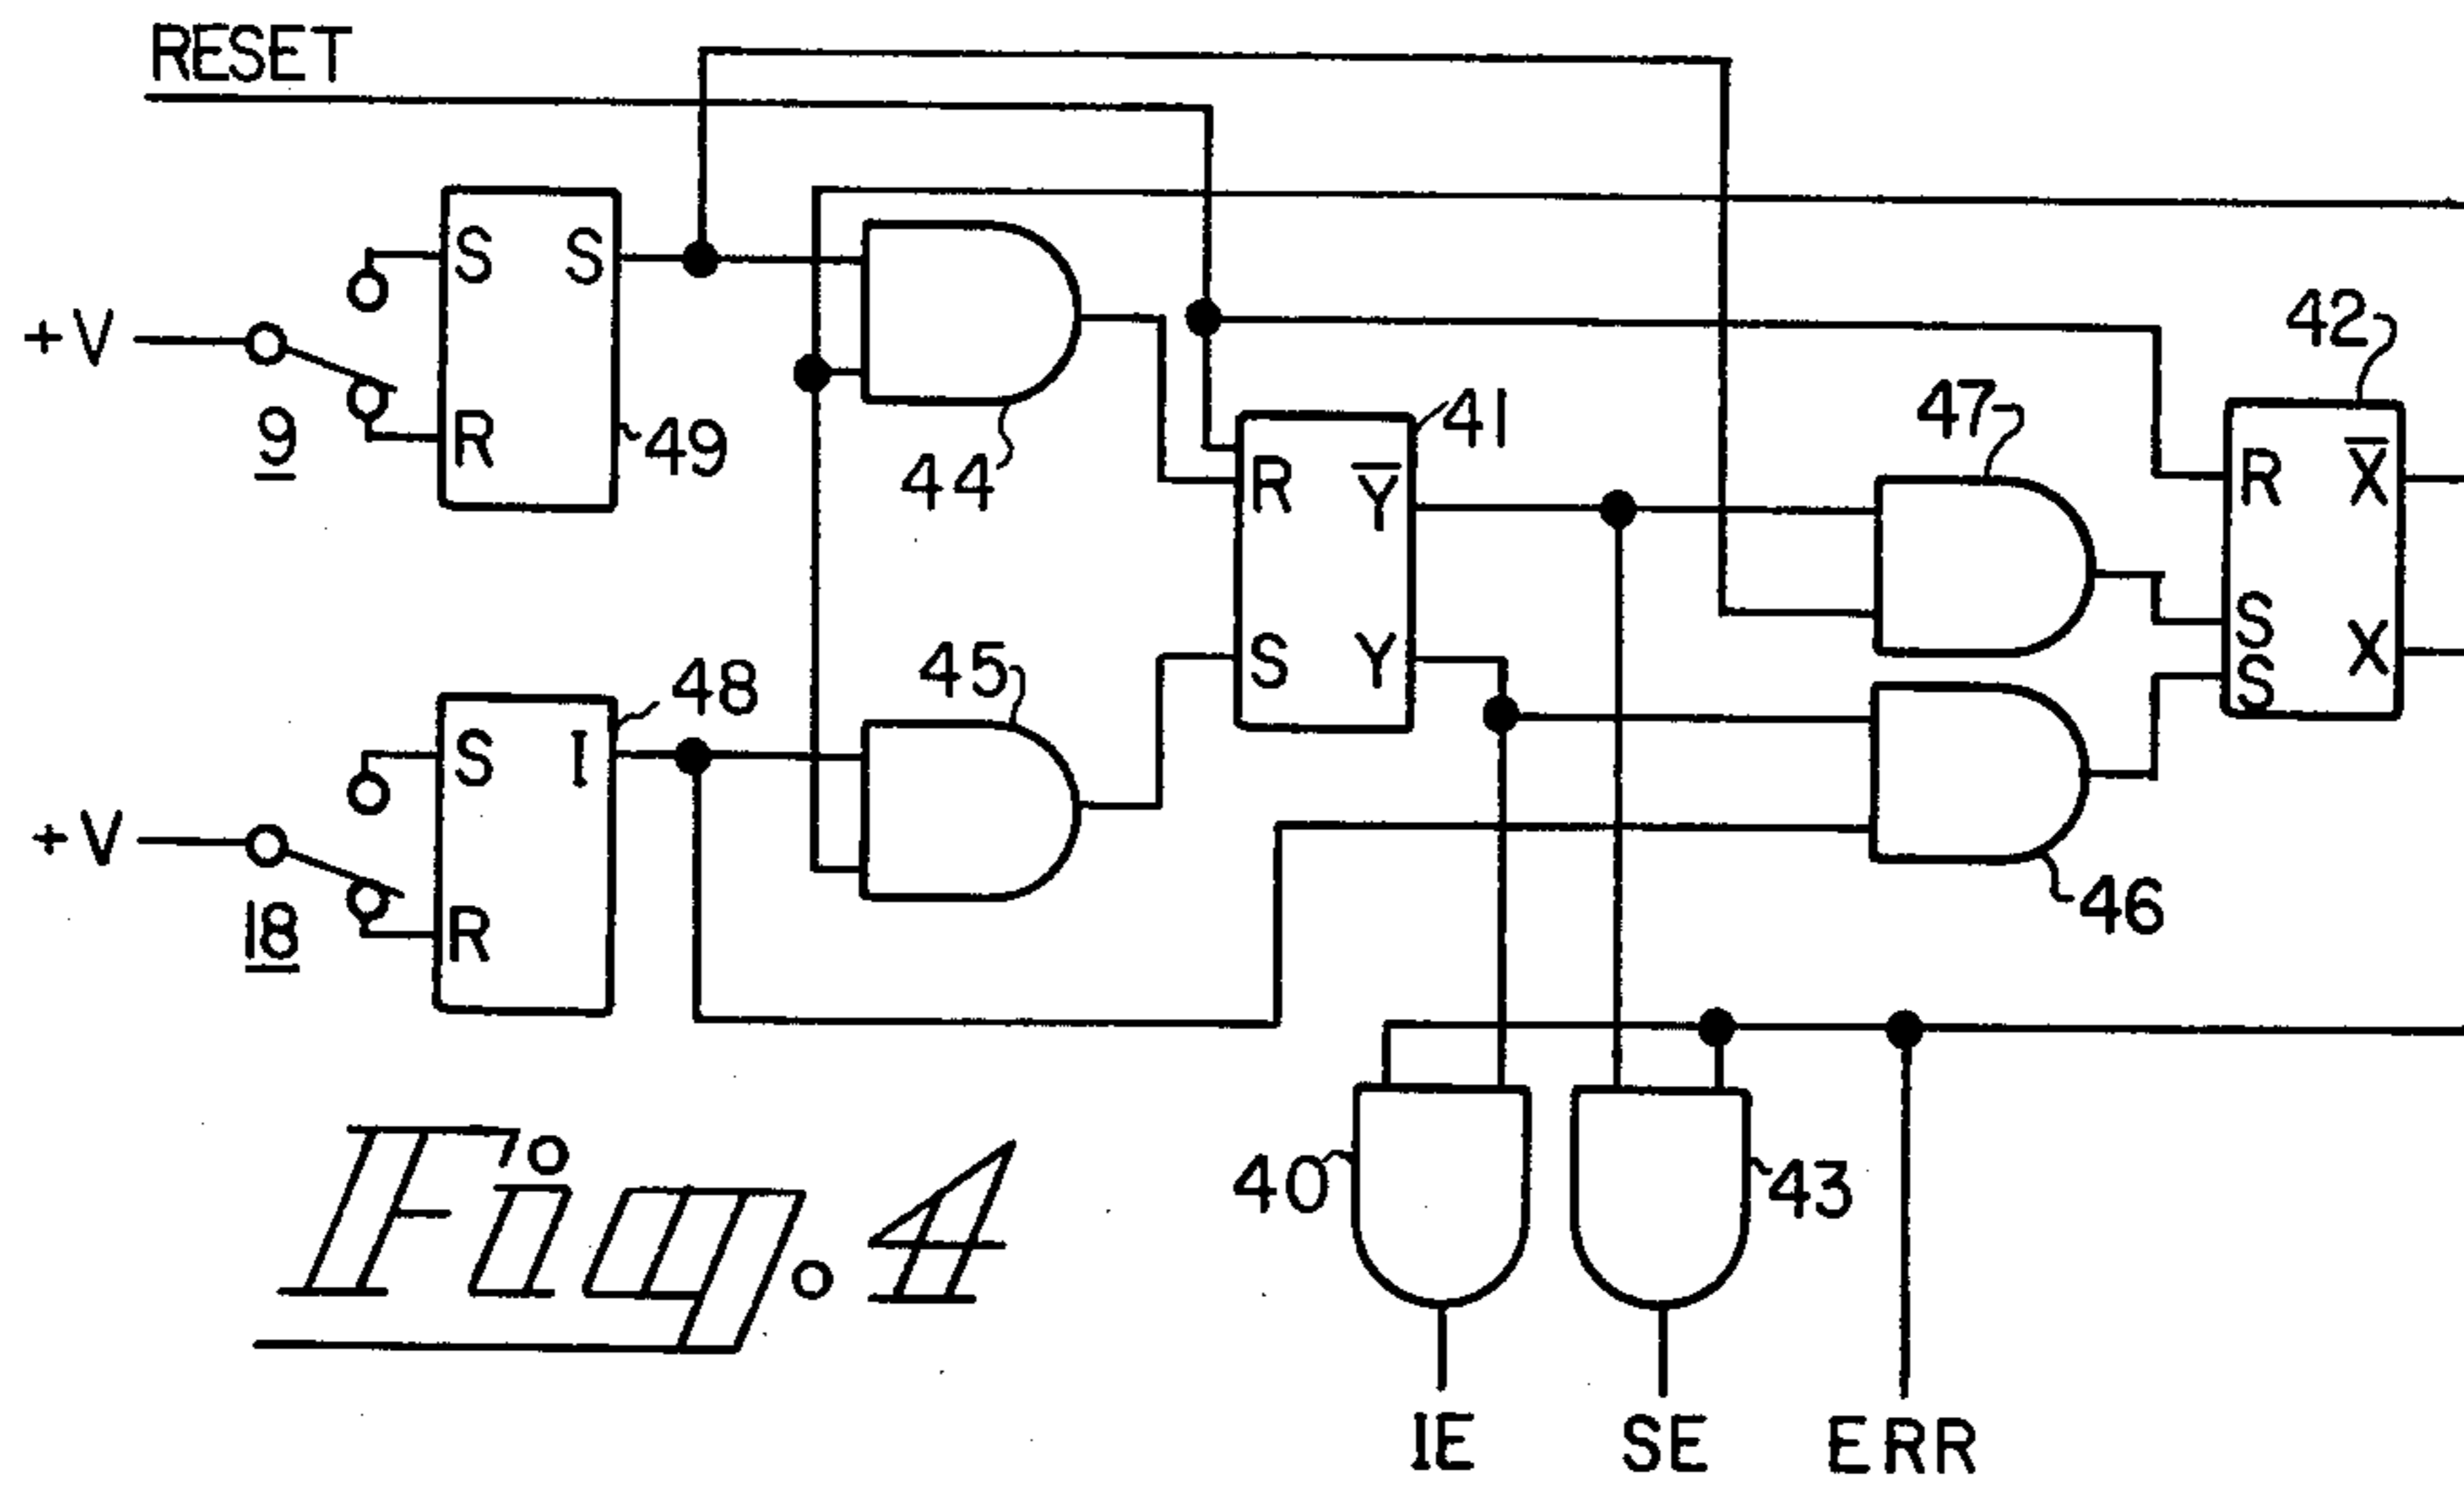 RESET
S S
+V
9
R
49
44
42
47
41
R Y̅
R X̅
S
S Y
S X
45
48
S I
+V
18
R
46
40
43
Fig. 4
IE SE ERR